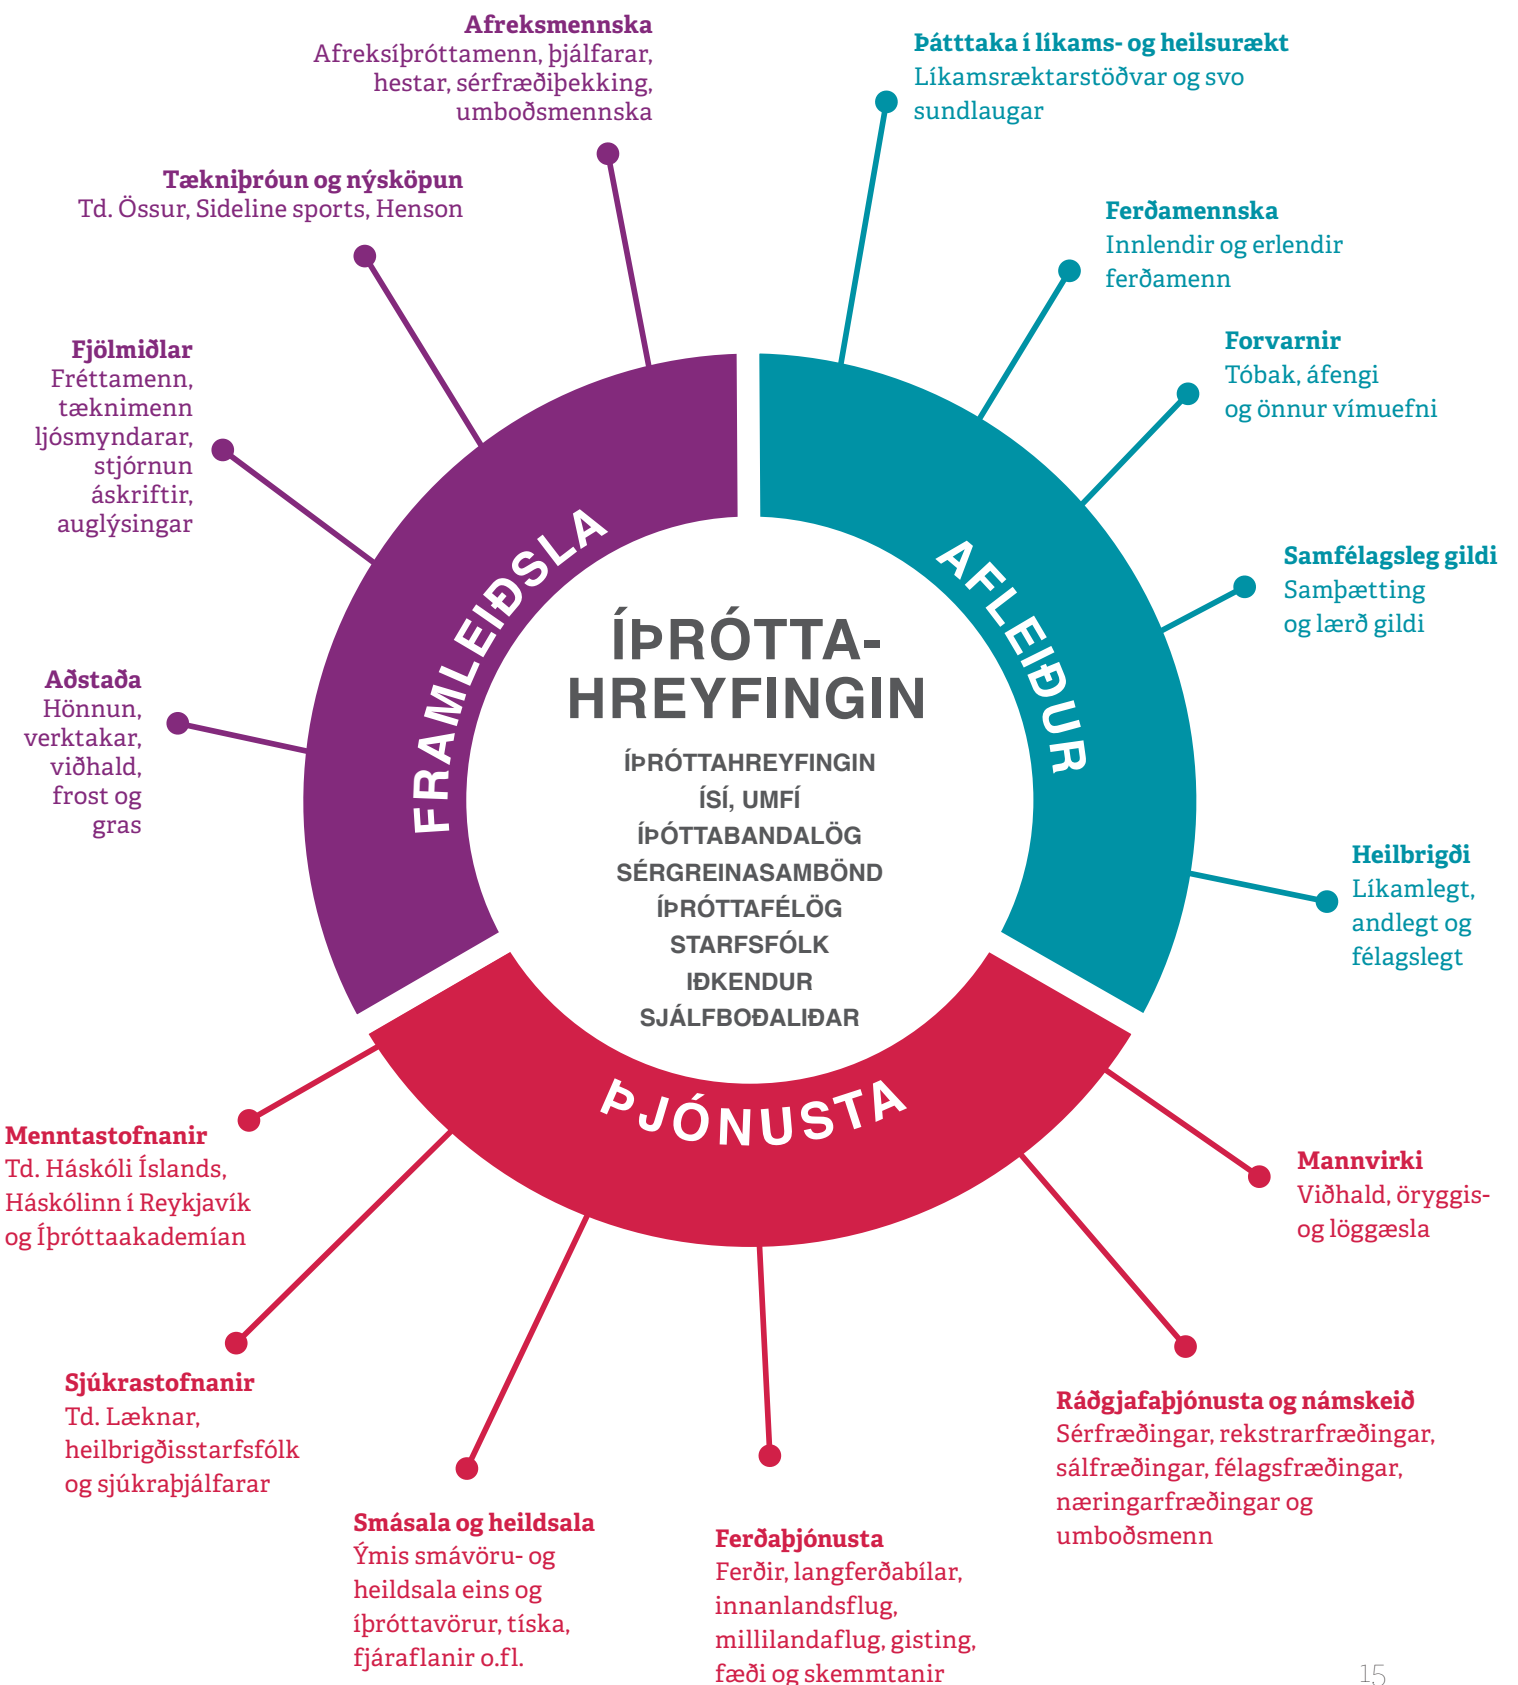 Afreksmennska
Afreksíþróttamenn, þjálfarar,
hestar, sérfræðiþekking,
umboðsmennska
Tækniþróun og nýsköpun
Td. Össur, Sideline sports, Henson
Fjölmiðlar
Fréttamenn,
tæknimenn
ljósmyndarar,
stjórnun
áskriftir,
auglýsingar
Aðstaða
Hönnun,
verktakar,
viðhald,
frost og
gras
Þátttaka í líkams- og heilsurækt
Líkamsræktarstöðvar og svo
sundlaugar
Ferðamennska
Innlendir og erlendir
ferðamenn
Forvarnir
Tóbak, áfengi
og önnur vímuefni
Samfélagsleg gildi
Samþætting
og lærð gildi
Heilbrigði
Líkamlegt,
andlegt og
félagslegt
FRAMLEIÐSLA
AFLEIÐUR
ÞJÓNUSTA
ÍÞRÓTTA-
HREYFINGIN
ÍÞRÓTTAHREYFINGIN
ÍSÍ, UMFÍ
ÍÞÓTTABANDALÖG
SÉRGREINASAMBÖND
ÍÞRÓTTAFÉLÖG
STARFSFÓLK
IÐKENDUR
SJÁLFBOÐALIÐAR
Menntastofnanir
Td. Háskóli Íslands,
Háskólinn í Reykjavík
og Íþróttaakademían
Sjúkrastofnanir
Td. Læknar,
heilbrigðisstarfsfólk
og sjúkraþjálfarar
Smásala og heildsala
Ýmis smávöru- og
heildsala eins og
íþróttavörur, tíska,
fjáraflanir o.fl.
Ferðaþjónusta
Ferðir, langferðabílar,
innanlandsflug,
millilandaflug, gisting,
fæði og skemmtanir
Ráðgjafaþjónusta og námskeið
Sérfræðingar, rekstrarfræðingar,
sálfræðingar, félagsfræðingar,
næringarfræðingar og
umboðsmenn
Mannvirki
Viðhald, öryggis-
og löggæsla
15